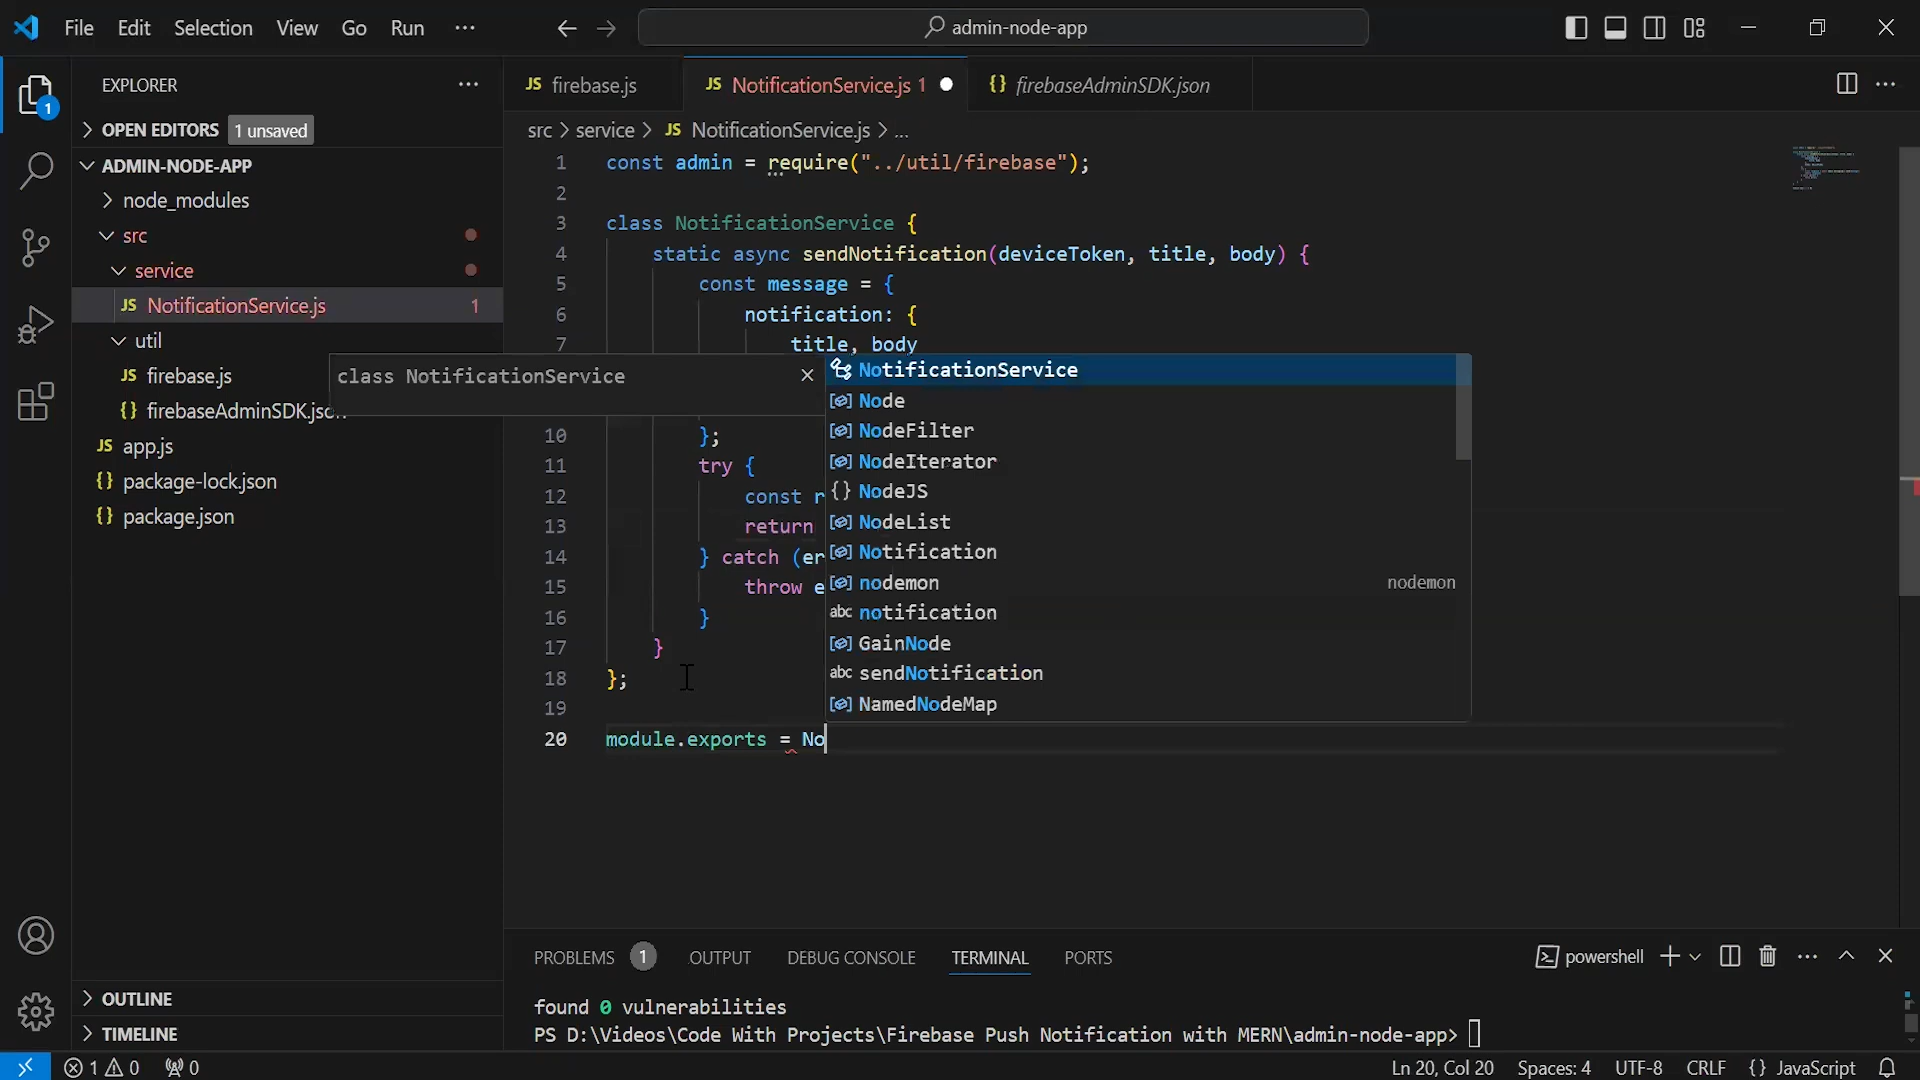 File Edit Selection View Go Run ... admin-node-app
EXPLORER ...
OPEN EDITORS 1 unsaved
ADMIN-NODE-APP
node_modules
src
service
JS NotificationService.js 1
util
JS firebase.js
{} firebaseAdminSDK.json
JS app.js
{} package-lock.json
{} package.json
OUTLINE
TIMELINE
1
JS firebase.js JS NotificationService.js 1 {} firebaseAdminSDK.json
src > service > JS NotificationService.js > ...
1 const admin = require("../util/firebase");
2
3 class NotificationService {
4 static async sendNotification(deviceToken, title, body) {
5 const message = {
6 notification: {
7 title, body
class NotificationService
10 };
11 try {
12 const r
13 return
14 } catch (er
15 throw e
16 }
17 }
18 };
19
20 module.exports = No
NotificationService
Node
NodeFilter
NodeIterator
{} NodeJS
NodeList
Notification
nodemon nodemon
abc notification
GainNode
abc sendNotification
NamedNodeMap
PROBLEMS 1 OUTPUT DEBUG CONSOLE TERMINAL PORTS powershell
found 0 vulnerabilities
PS D:\Videos\Code With Projects\Firebase Push Notification with MERN\admin-node-app>
1 0 0 Ln 20, Col 20 Spaces: 4 UTF-8 CRLF {} JavaScript